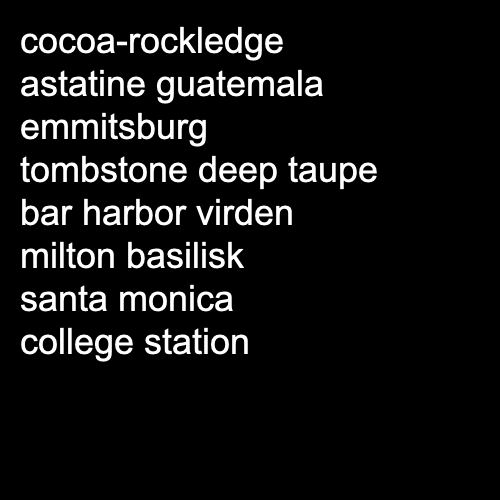 cocoa-rockledge
astatine guatemala
emmitsburg
tombstone deep taupe
bar harbor virden
milton basilisk
santa monica
college station